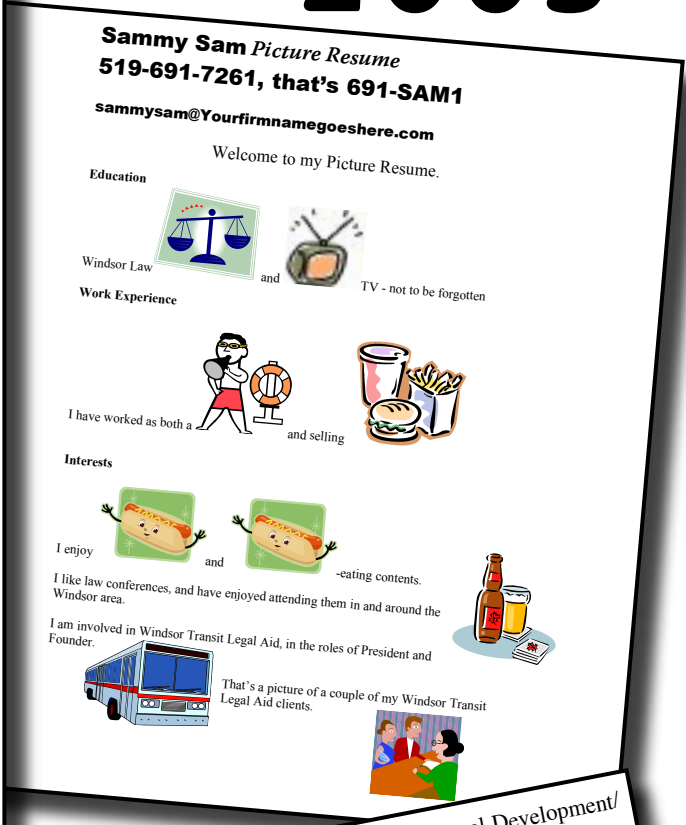 2005
Sammy Sam Picture Resume
519-691-7261, that's 691-SAM1
sammysam@Yourfirmnamegoeshere.com
Welcome to my Picture Resume.
Education
Windsor Law and TV - not to be forgotten
Work Experience
I have worked as both a and selling
Interests
I enjoy and -eating contents.
I like law conferences, and have enjoyed attending them in and around the
Windsor area.
I am involved in Windsor Transit Legal Aid, in the roles of President and
Founder.
That's a picture of a couple of my Windsor Transit
Legal Aid clients.
Development/